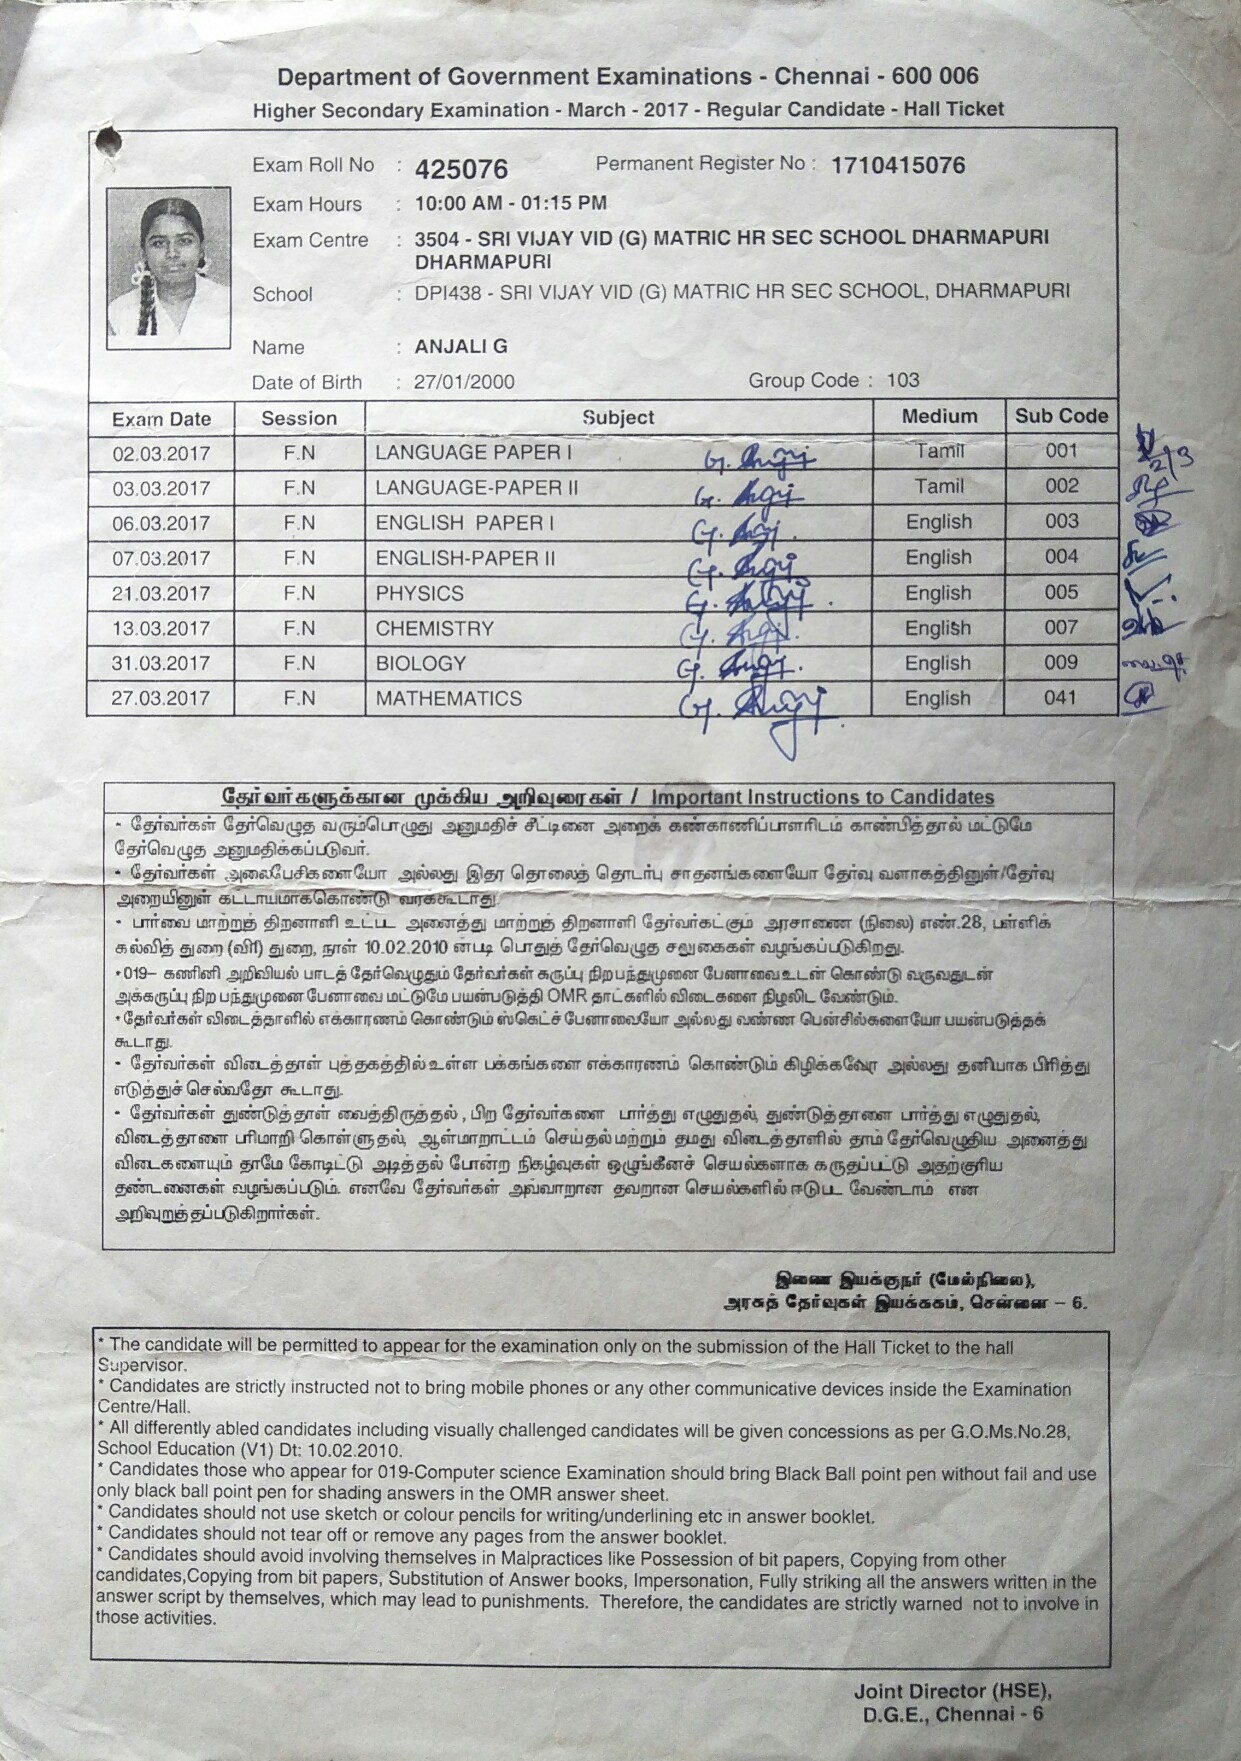 Department of Government Examinations - Chennai - 600 006
Higher Secondary Examination - March - 2017 - Regular Candidate - Hall Ticket
Exam Roll No : 425076 Permanent Register No : 1710415076
Exam Hours : 10:00 AM - 01:15 PM
Exam Centre : 3504 - SRI VIJAY VID (G) MATRIC HR SEC SCHOOL DHARMAPURI
DHARMAPURI
School : DPI438 - SRI VIJAY VID (G) MATRIC HR SEC SCHOOL, DHARMAPURI
Name : ANJALI G
Date of Birth : 27/01/2000 Group Code : 103
Exam Date Session Subject Medium Sub Code
02.03.2017 F.N LANGUAGE PAPER I Tamil 001
2/3
03.03.2017 F.N LANGUAGE-PAPER II Tamil 002
06.03.2017 F.N ENGLISH PAPER I English 003
07.03.2017 F.N ENGLISH-PAPER II English 004
21.03.2017 F.N PHYSICS English 005
13.03.2017 F.N CHEMISTRY English 007
31.03.2017 F.N BIOLOGY English 009
27.03.2017 F.N MATHEMATICS English 041
தேர்வர்களுக்கான முக்கிய அறிவுரைகள் / Important Instructions to Candidates
- தேர்வர்கள் தேர்வெழுத வரும்பொழுது அனுமதிச் சீட்டினை அறைக் கண்காணிப்பாளரிடம் காண்பித்தால் மட்டுமே
தேர்வெழுத அனுமதிக்கப்படுவர்.
- தேர்வர்கள் அலைபேசிகளையோ அல்லது இதர தொலைத் தொடர்பு சாதனங்களையோ தேர்வு வளாகத்தினுள்/தேர்வு
அறையினுள் கட்டாயமாககொண்டு வரக்கூடாது.
- பார்வை மாற்றுத் திறனாளி உட்பட அனைத்து மாற்றுத் திறனாளி தேர்வர்கட்கும் அரசாணை (நிலை) எண்.28, பள்ளிக்
கல்வித் துறை (வி1) துறை, நாள் 10.02.2010 ன்படி பொதுத் தேர்வெழுத சலுகைகள் வழங்கப்படுகிறது.
•019– கணினி அறிவியல் பாடத் தேர்வெழுதும் தேர்வர்கள் கருப்பு நிற பந்துமுனை பேனாவை உடன் கொண்டு வருவதுடன்
அக்கருப்பு நிற பந்துமுனை பேனாவை மட்டுமே பயன்படுத்தி OMR தாட்களில் விடைகளை நிழலிட வேண்டும்.
• தேர்வர்கள் விடைத்தாளில் எக்காரணம் கொண்டும் ஸ்கெட்ச் பேனாவையோ அல்லது வண்ண பென்சில்களையோ பயன்படுத்தக்
கூடாது.
- தேர்வர்கள் விடைத்தாள் புத்தகத்தில் உள்ள பக்கங்களை எக்காரணம் கொண்டும் கிழிக்கவோ அல்லது தனியாக பிரித்து
எடுத்துச் செல்வதோ கூடாது.
- தேர்வர்கள் துண்டுத்தாள் வைத்திருத்தல் , பிற தேர்வர்களை பார்த்து எழுதுதல், துண்டுத்தாளை பார்த்து எழுதுதல்,
விடைத்தாளை பரிமாறி கொள்ளுதல், ஆள்மாறாட்டம் செய்தல் மற்றும் தமது விடைத்தாளில் தாம் தேர்வெழுதிய அனைத்து
விடைகளையும் தாமே கோடிட்டு அடித்தல் போன்ற நிகழ்வுகள் ஒழுங்கீனச் செயல்களாக கருதப்பட்டு அதற்குரிய
தண்டனைகள் வழங்கப்படும். எனவே தேர்வர்கள் அவ்வாறான தவறான செயல்களில் ஈடுபட வேண்டாம் என
அறிவுறுத்தப்படுகிறார்கள்.
இணை இயக்குநர் (மேல்நிலை),
அரசுத் தேர்வுகள் இயக்ககம், சென்னை – 6.
* The candidate will be permitted to appear for the examination only on the submission of the Hall Ticket to the hall
Supervisor.
* Candidates are strictly instructed not to bring mobile phones or any other communicative devices inside the Examination
Centre/Hall.
* All differently abled candidates including visually challenged candidates will be given concessions as per G.O.Ms.No.28,
School Education (V1) Dt: 10.02.2010.
* Candidates those who appear for 019-Computer science Examination should bring Black Ball point pen without fail and use
only black ball point pen for shading answers in the OMR answer sheet.
* Candidates should not use sketch or colour pencils for writing/underlining etc in answer booklet.
* Candidates should not tear off or remove any pages from the answer booklet.
* Candidates should avoid involving themselves in Malpractices like Possession of bit papers, Copying from other
candidates,Copying from bit papers, Substitution of Answer books, Impersonation, Fully striking all the answers written in the
answer script by themselves, which may lead to punishments. Therefore, the candidates are strictly warned not to involve in
those activities.
Joint Director (HSE),
D.G.E., Chennai - 6